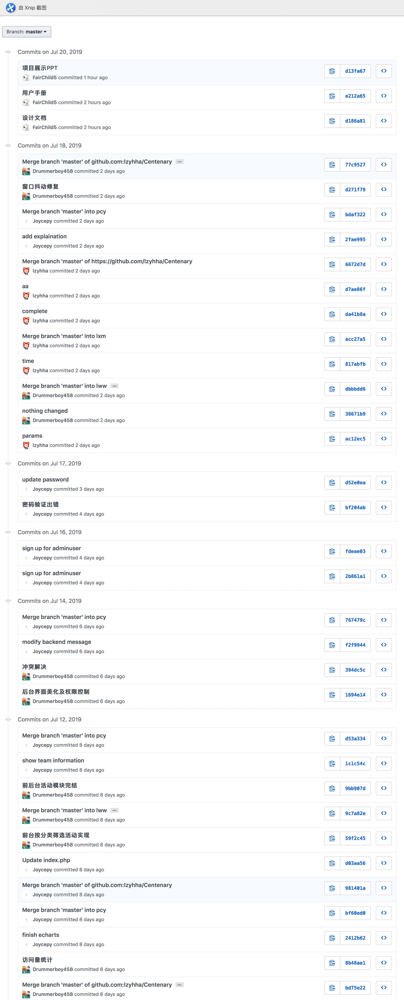 由 Xnip 截图
Branch: master
Commits on Jul 20, 2019
项目展示PPT
FairChild5 committed 1 hour ago
d13fa67
用户手册
FairChild5 committed 2 hours ago
e212a65
设计文档
FairChild5 committed 2 hours ago
d186a81
Commits on Jul 18, 2019
Merge branch 'master' of github.com:lzyhha/Centenary ...
Drummerboy458 committed 2 days ago
77c9527
窗口抖动修复
Drummerboy458 committed 2 days ago
d271f79
Merge branch 'master' into pcy
Joycepy committed 2 days ago
bdaf322
add explaination
Joycepy committed 2 days ago
2fae995
Merge branch 'master' of https://github.com/lzyhha/Centenary
lzyhha committed 2 days ago
6672d7d
aa
lzyhha committed 2 days ago
d7ae86f
complete
lzyhha committed 2 days ago
da41b8a
Merge branch 'master' into lxm
lzyhha committed 2 days ago
acc27a5
time
lzyhha committed 2 days ago
817abfb
Merge branch 'master' into lww ...
Drummerboy458 committed 2 days ago
dbbbdd6
nothing changed
Drummerboy458 committed 2 days ago
38671b9
params
lzyhha committed 2 days ago
ac12ec5
Commits on Jul 17, 2019
update password
Joycepy committed 3 days ago
d52e0ea
密码验证出错
Joycepy committed 4 days ago
bf204ab
Commits on Jul 16, 2019
sign up for adminuser
Joycepy committed 4 days ago
fdeae03
sign up for adminuser
Joycepy committed 4 days ago
2b861a1
Commits on Jul 14, 2019
Merge branch 'master' into pcy
Joycepy committed 6 days ago
767479c
modify backend message
Joycepy committed 6 days ago
f2f9944
冲突解决
Drummerboy458 committed 6 days ago
394dc5c
后台界面美化及权限控制
Drummerboy458 committed 6 days ago
1694e14
Commits on Jul 12, 2019
Merge branch 'master' into pcy
Joycepy committed 8 days ago
d53a334
show team information
Joycepy committed 8 days ago
1c1c54c
前后台活动模块完结
Drummerboy458 committed 8 days ago
9bb907d
Merge branch 'master' into lww ...
Drummerboy458 committed 8 days ago
9c7a82e
前台按分类筛选活动实现
Drummerboy458 committed 8 days ago
59f2c45
Update index.php
Joycepy committed 8 days ago
d03aa56
Merge branch 'master' of github.com:lzyhha/Centenary
Joycepy committed 8 days ago
981401a
Merge branch 'master' into pcy
Joycepy committed 8 days ago
bf60ed0
finish echarts
Joycepy committed 8 days ago
2412b62
访问量统计
Drummerboy458 committed 8 days ago
8b48ae1
Merge branch 'master' of github.com:lzyhha/Centenary ...
Drummerboy458 committed 8 days ago
bd75e22